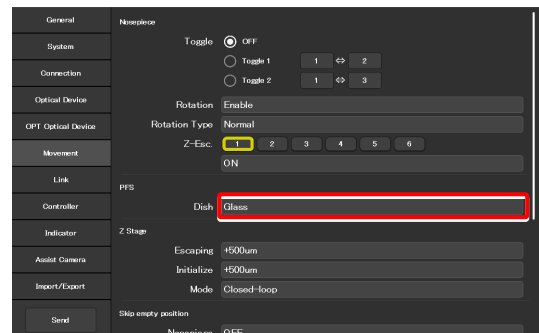 General
System
Connection
Optical Device
OPT Optical Device
Movement
Link
Controller
Indicator
Assist Camera
Import/Export
Send
Nosepiece
Toggle OFF
Toggle 1 1 ⇔ 2
Toggle 2 1 ⇔ 3
Rotation Enable
Rotation Type Normal
Z-Esc. 1 2 3 4 5 6
ON
PFS
Dish Glass
Z Stage
Escaping +500um
Initialize +500um
Mode Closed-loop
Skip empty position
Nosepiece OFF